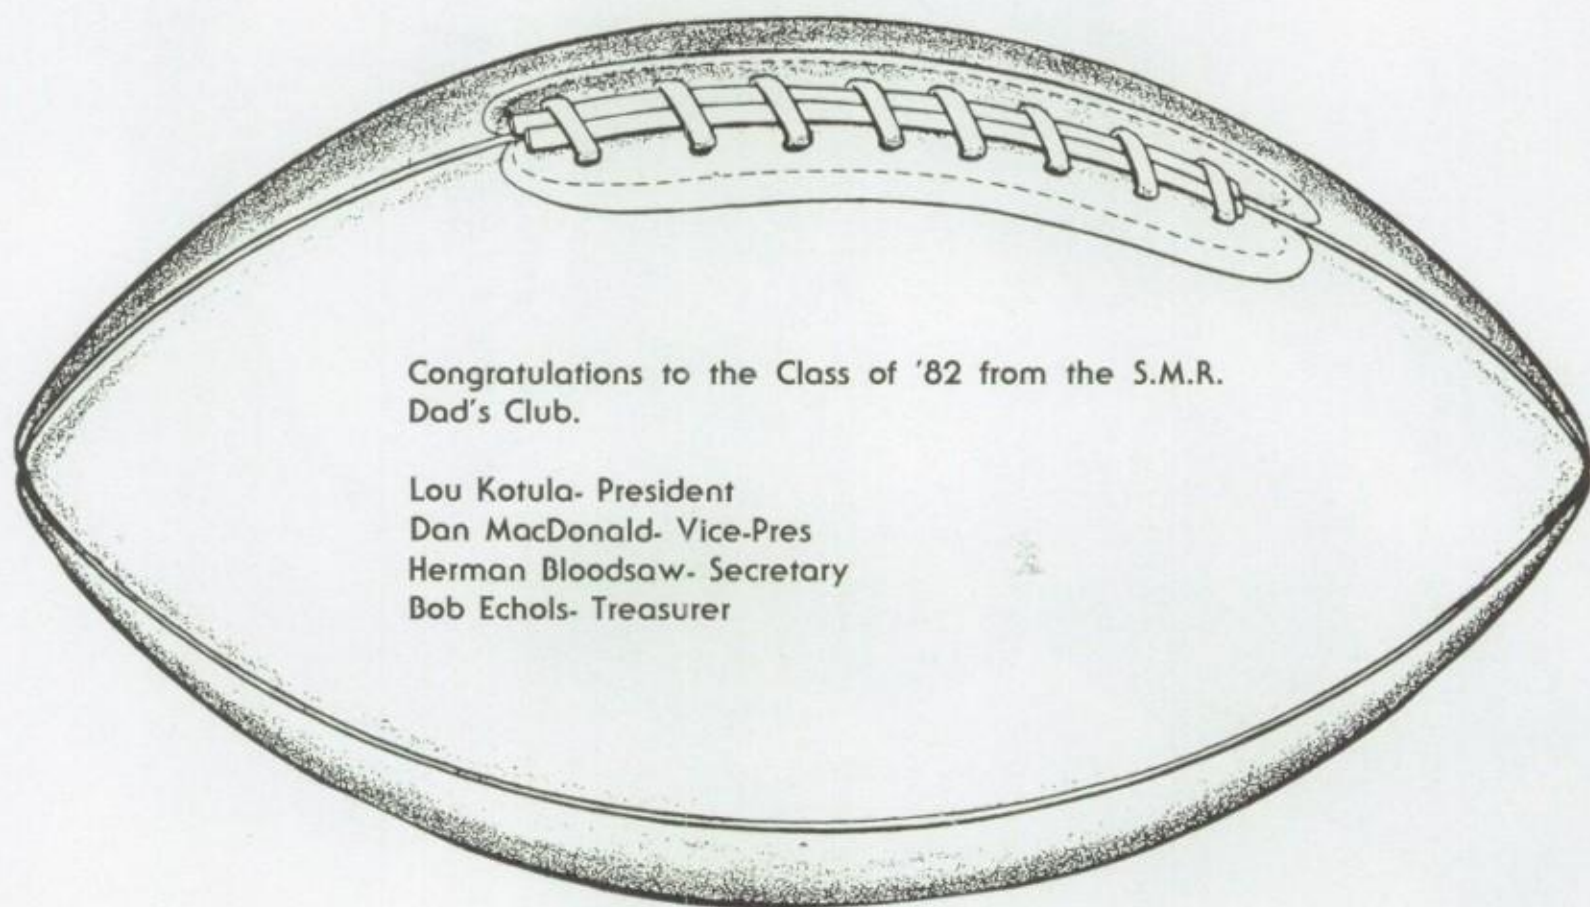 Congratulations to the Class of '82 from the S.M.R.
Dad's Club.
Lou Kotula- President
Dan MacDonald- Vice-Pres
Herman Bloodsaw- Secretary
Bob Echols- Treasurer